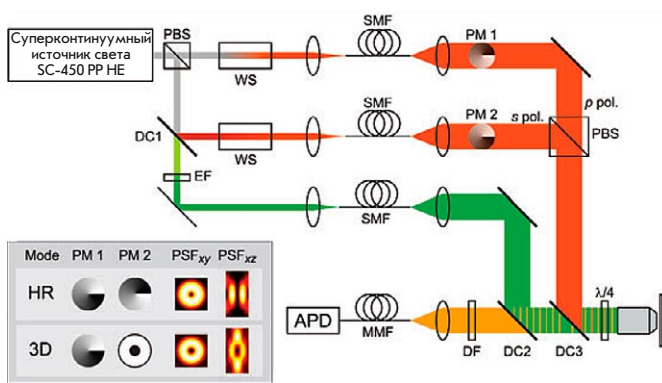 Суперконтинуумный
источник света
SC-450 PP HE
PBS
WS
SMF
PM 1
p pol.
DC1
WS
SMF
PM 2
s pol.
PBS
EF
SMF
Mode PM 1 PM 2 PSFxy PSFxz
HR
3D
APD
MMF
DF
DC2
DC3
λ/4